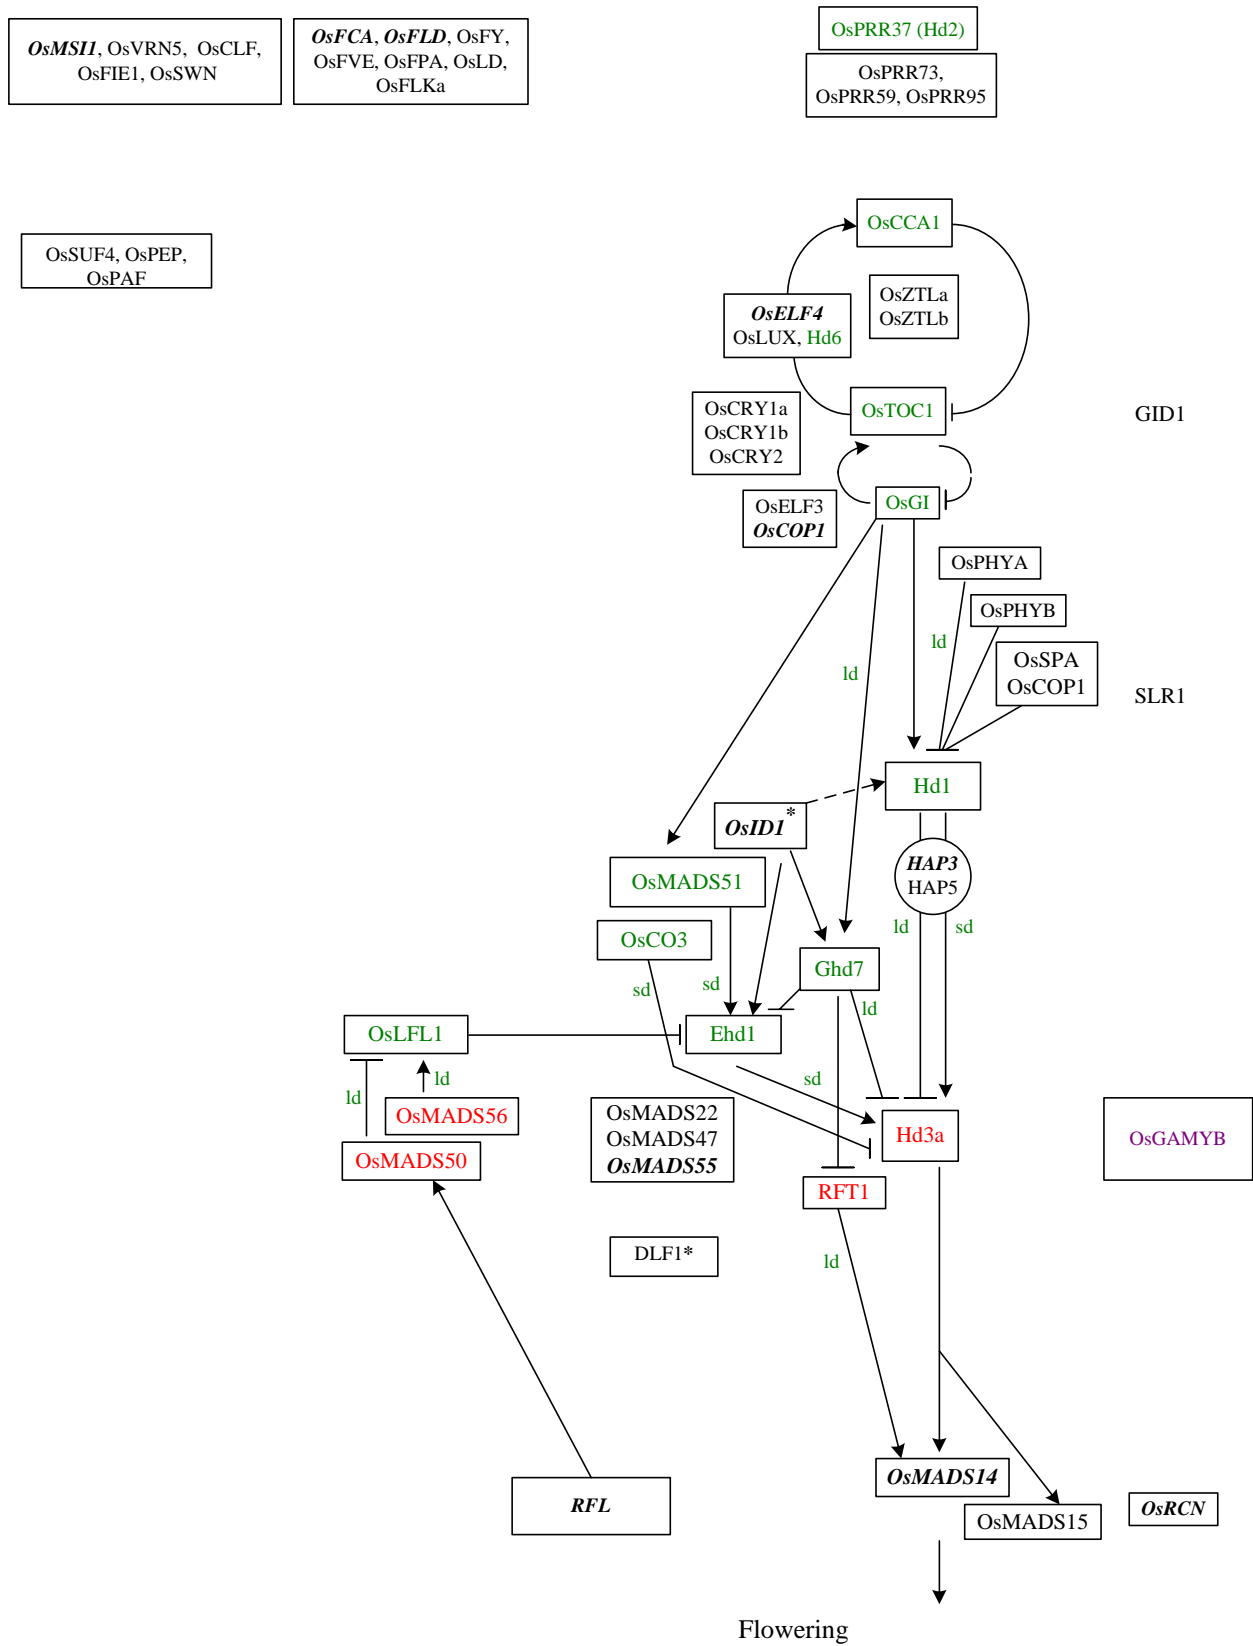 OsMSI1, OsVRN5, OsCLF,
OsFIE1, OsSWN
OsFCA, OsFLD, OsFY,
OsFVE, OsFPA, OsLD,
OsFLKa
OsPRR37 (Hd2)
OsPRR73,
OsPRR59, OsPRR95
OsSUF4, OsPEP,
OsPAF
OsCCA1
OsZTLa
OsZTLb
OsELF4
OsLUX, Hd6
OsCRY1a
OsCRY1b
OsCRY2
OsTOC1
GID1
OsELF3
OsCOP1
OsGI
OsPHYA
OsPHYB
ld
ld
OsSPA
OsCOP1
SLR1
Hd1
OsID1*
HAP3
HAP5
OsMADS51
OsCO3
ld
sd
Ghd7
sd
sd
ld
OsLFL1
Ehd1
ld
ld
sd
OsMADS56
OsMADS50
OsMADS22
OsMADS47
OsMADS55
Hd3a
OsGAMYB
RFT1
DLF1*
ld
OsMADS14
RFL
OsMADS15
OsRCN
Flowering